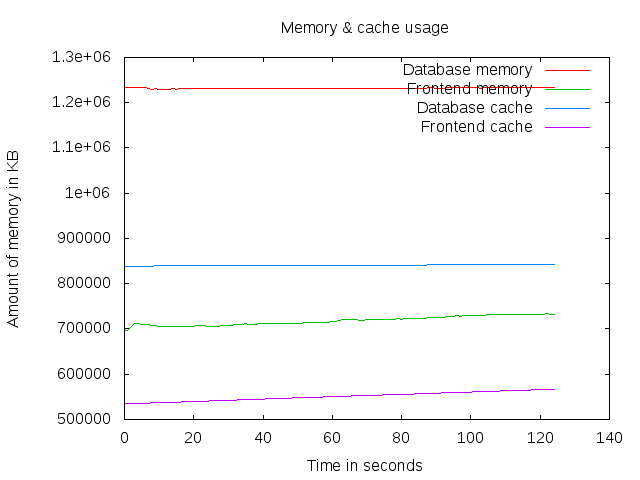 Memory & cache usage
1.3e+06
1.2e+06
1.1e+06
1e+06
900000
800000
700000
600000
500000
Amount of memory in KB
Database memory
Frontend memory
Database cache
Frontend cache
0 20 40 60 80 100 120 140
Time in seconds